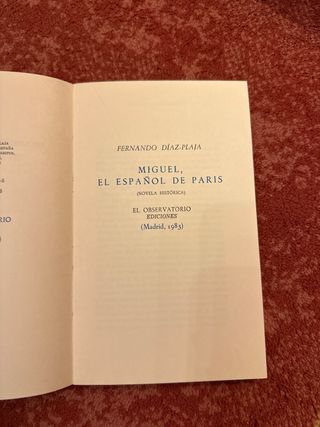 FERNANDO DÍAZ-PLAJA
MIGUEL,
EL ESPAÑOL DE PARIS
(NOVELA HISTÓRICA)
EL OBSERVATORIO
EDICIONES
(Madrid, 1985)